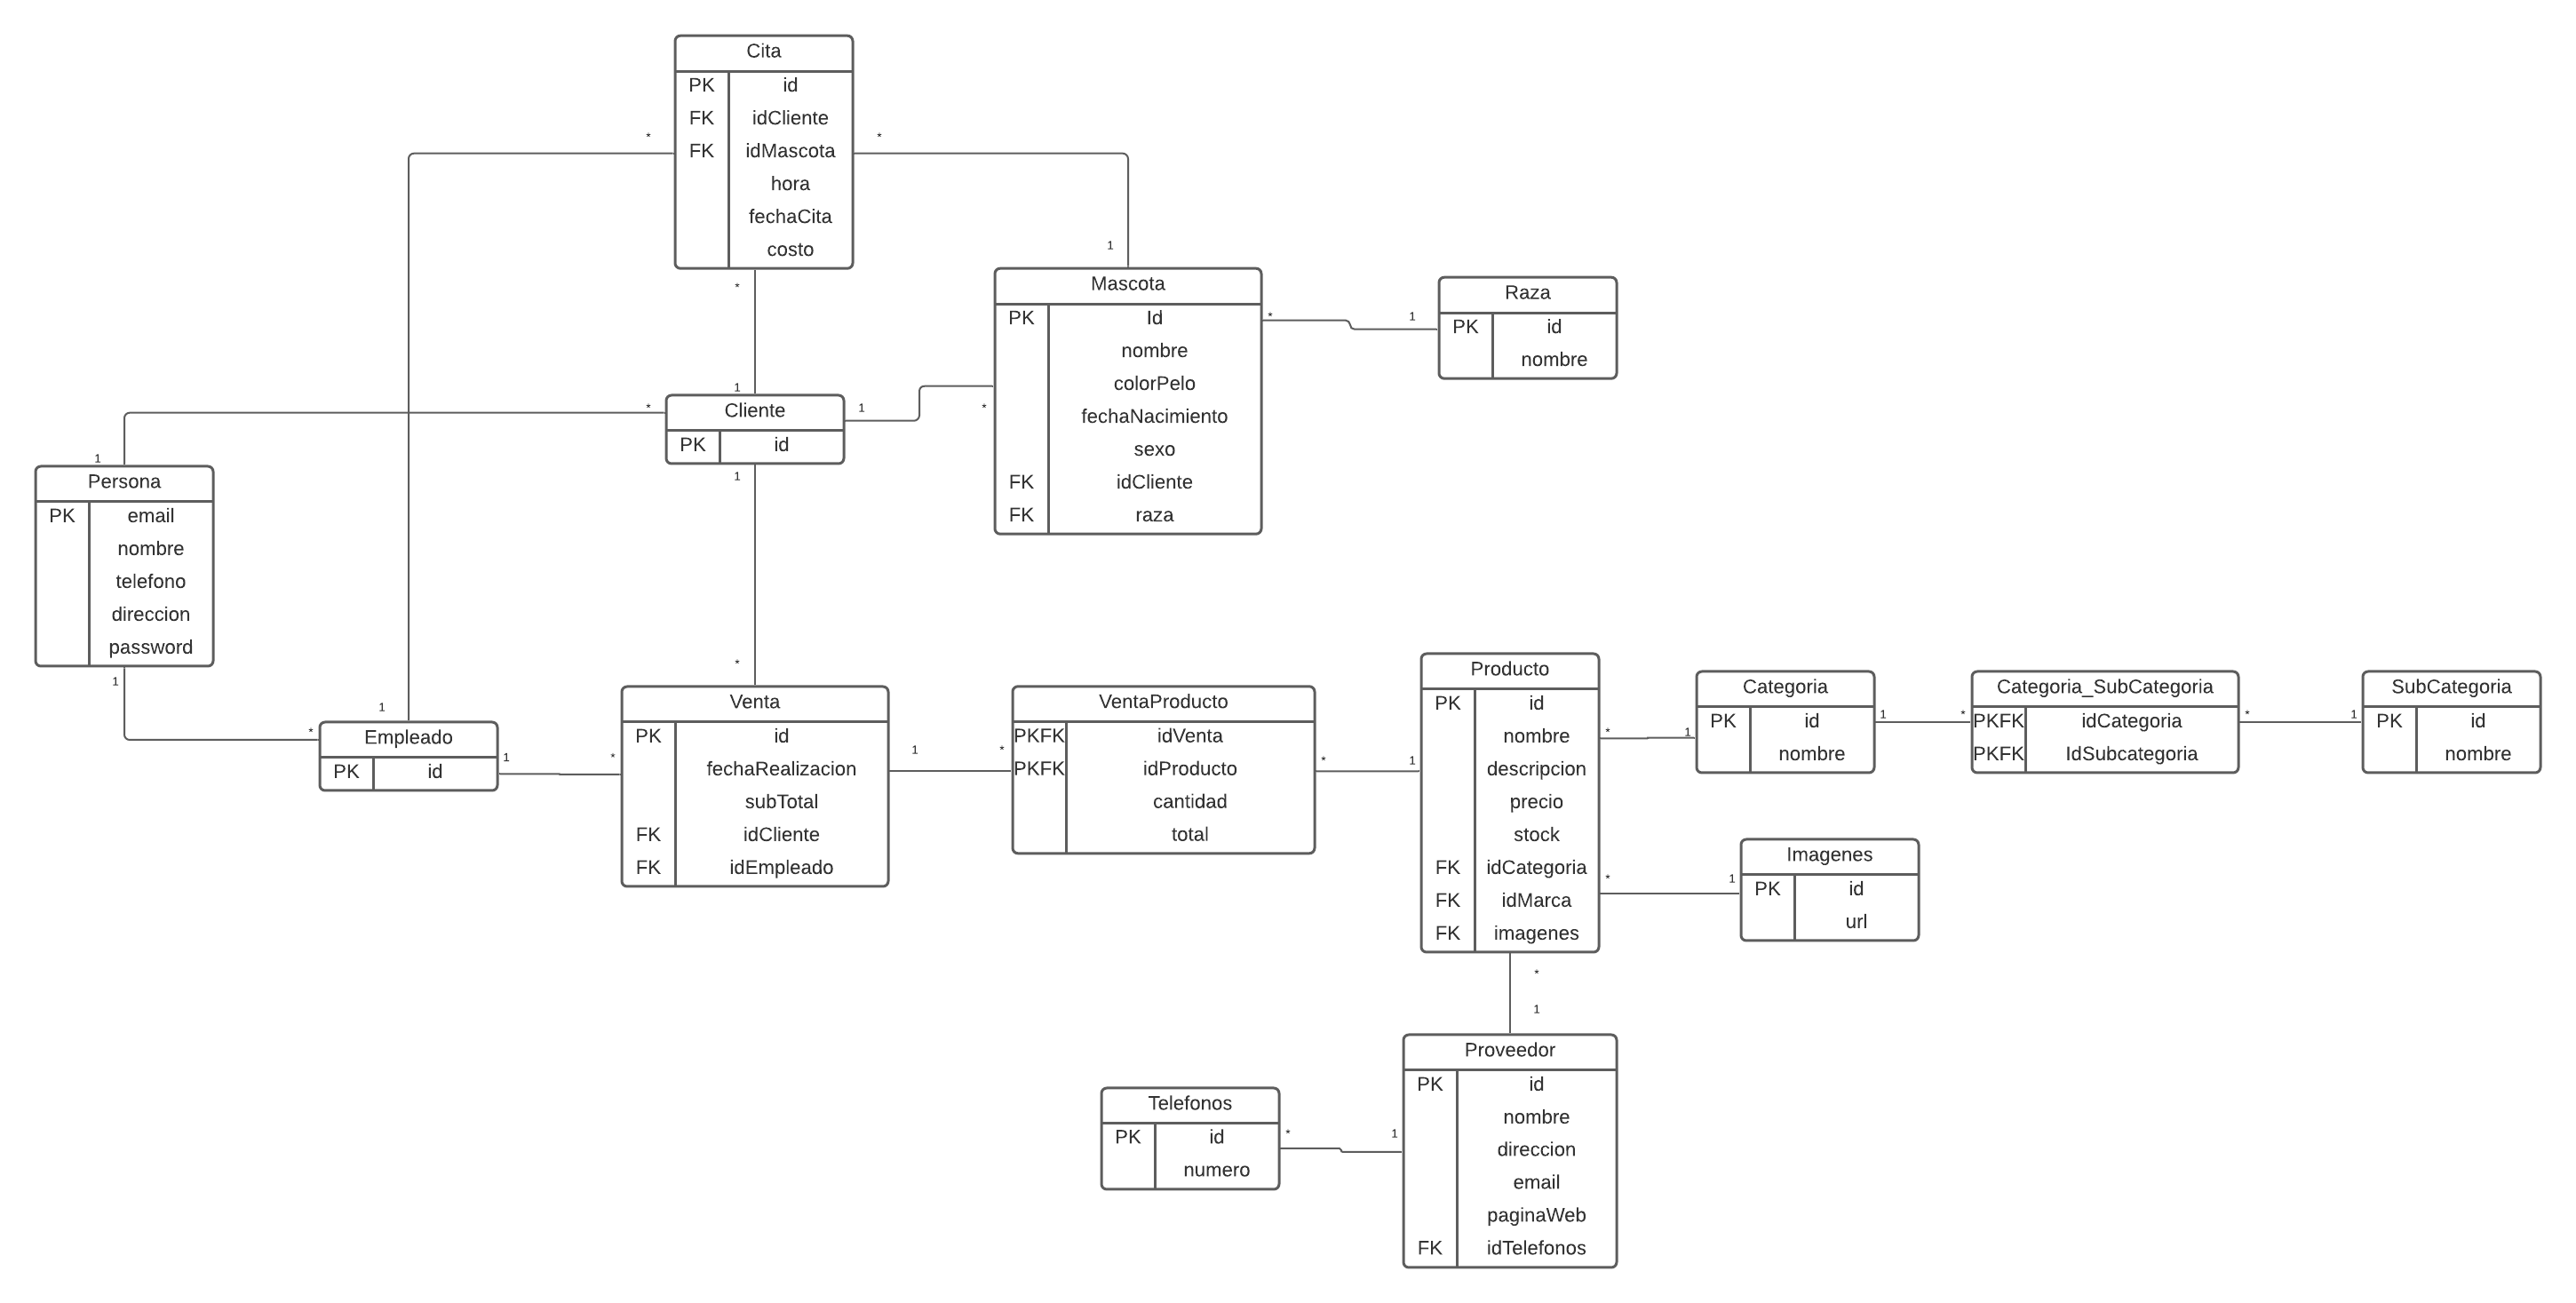 Cita
PK id
FK idCliente
FK idMascota
hora
fechaCita
costo
*
*
*
1
1
Mascota
PK Id
nombre
colorPelo
fechaNacimiento
sexo
FK idCliente
FK raza
*
1
Raza
PK id
nombre
*
1
*
Cliente
PK id
1
1
Persona
PK email
nombre
telefono
direccion
password
1
*
1
*
Empleado
PK id
1
*
Venta
PK id
fechaRealizacion
subTotal
FK idCliente
FK idEmpleado
1
*
VentaProducto
PKFK idVenta
PKFK idProducto
cantidad
total
*
1
Producto
PK id
nombre
descripcion
precio
stock
FK idCategoria
FK idMarca
FK imagenes
*
1
Categoria
PK id
nombre
1
*
Categoria_SubCategoria
PKFK idCategoria
PKFK IdSubcategoria
*
1
SubCategoria
PK id
nombre
*
1
Imagenes
PK id
url
*
1
Proveedor
PK id
nombre
direccion
email
paginaWeb
FK idTelefonos
Telefonos
PK id
numero
*
1